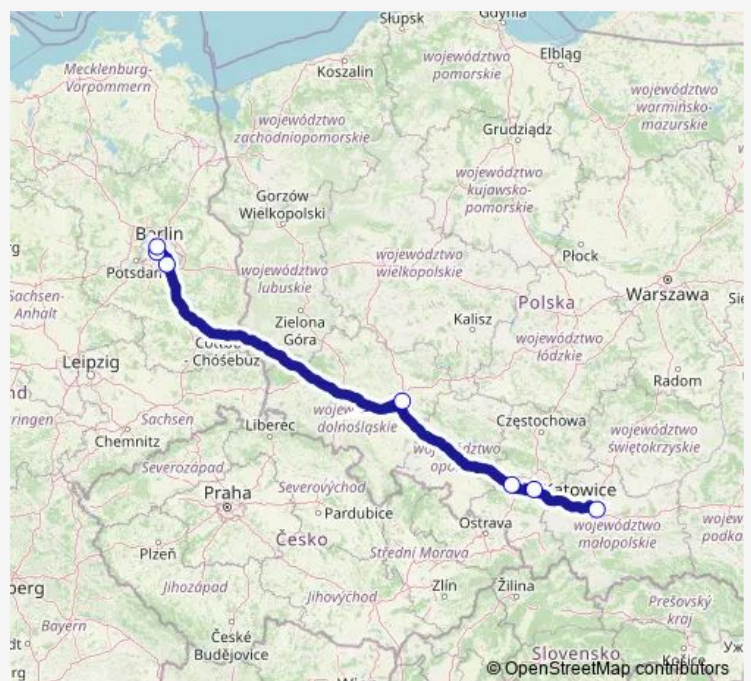 Słupsk
Gdynia
Elbląg
Mecklenburg-
Vorpommern
Koszalin
województwo
pomorskie
województwo
warmińsko-
mazurskie
województwo
zachodniopomorskie
Grudziądz
województwo
kujawsko-
pomorskie
Gorzów
Wielkopolski
Berlin
Potsdam
Płock
województwo
wielkopolskie
województwo
lubuskie
Warszawa
Sachsen-
Anhalt
Polska
Kalisz
Zielona
Góra
województwo
łódzkie
- Chóśebuz
Leipzig
Radom
Sachsen
Liberec
dolnośląskie
Częstochowa
województwo
świętokrzyskie
Chemnitz
Severozápad
Praha
Severovýchod
Katowice
Pardubice
Ostrava
województwo
małopolskie
Česko
Plzeň
Střední Morava
Jihozápad
Jihovýchod
Zlín
Žilina
Prešovský
kraj
Bayern
České
Budějovice
Slovensko
Košice
© OpenStreetMap contributors